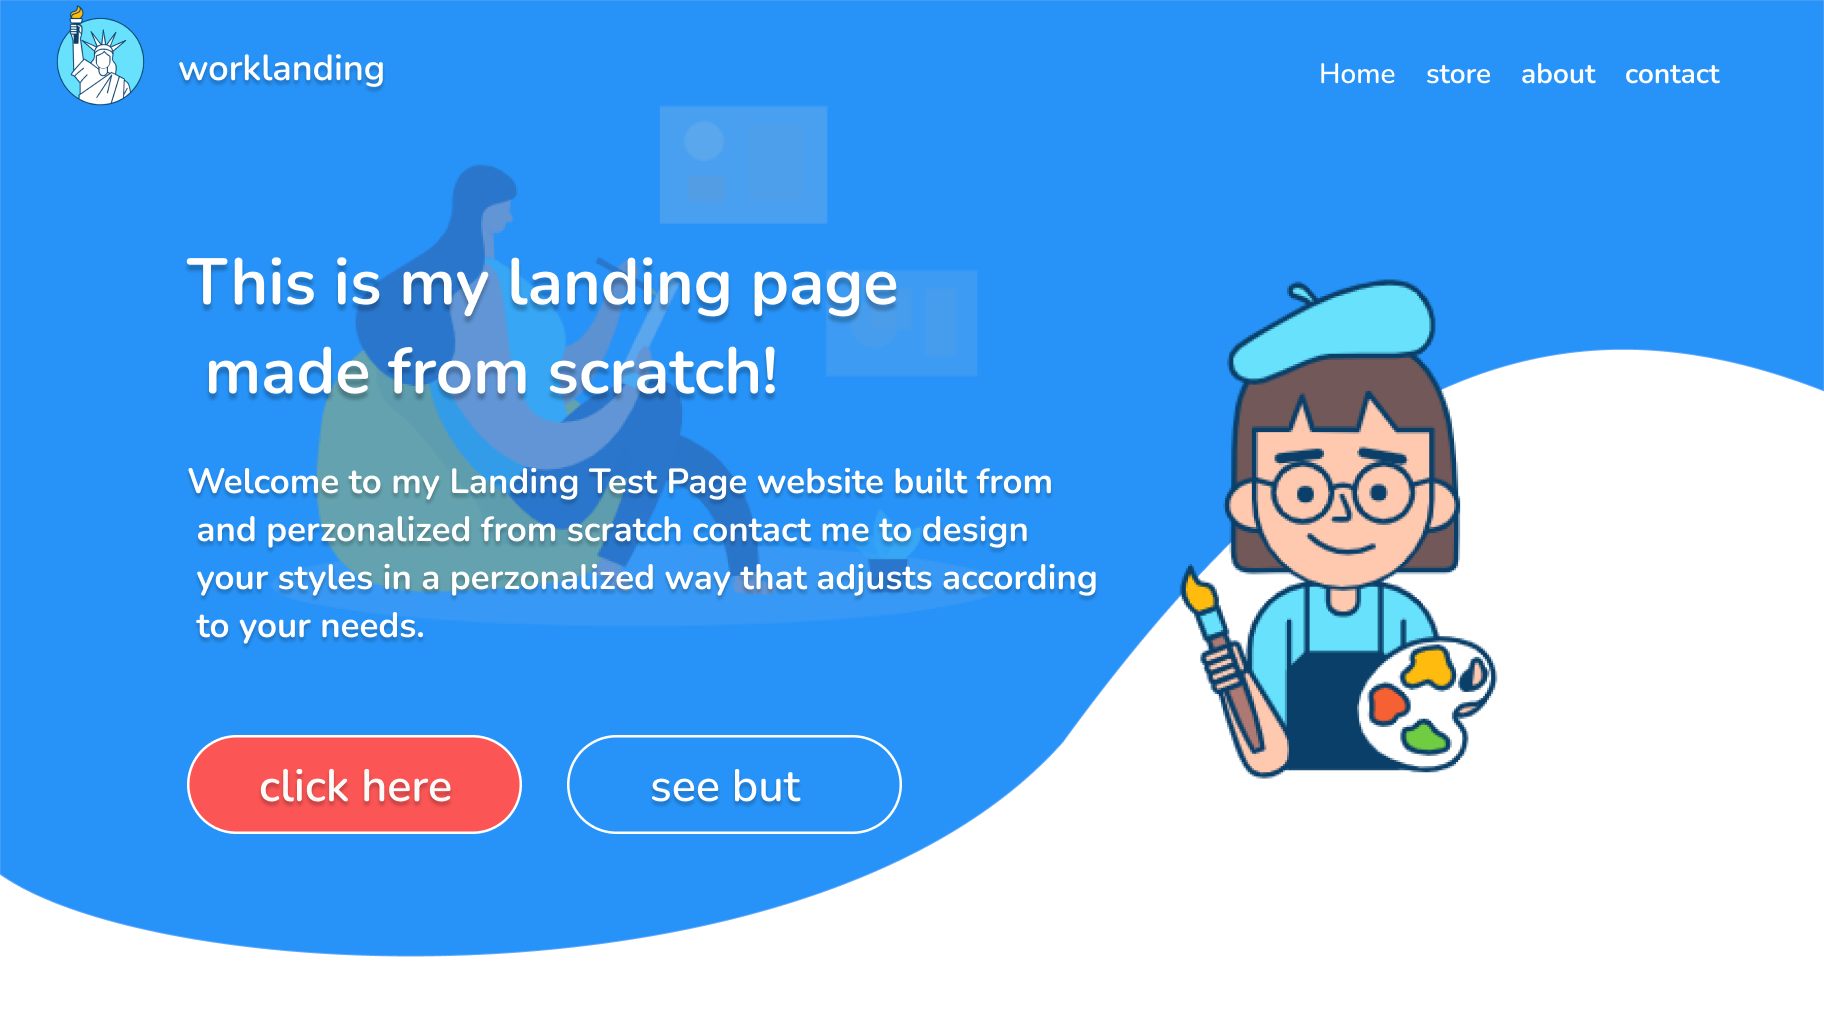 worklanding
Home store about contact
This is my landing page
made from scratch!
Welcome to my Landing Test Page website built from
and perzonalized from scratch contact me to design
your styles in a perzonalized way that adjusts according
to your needs.
click here
see but